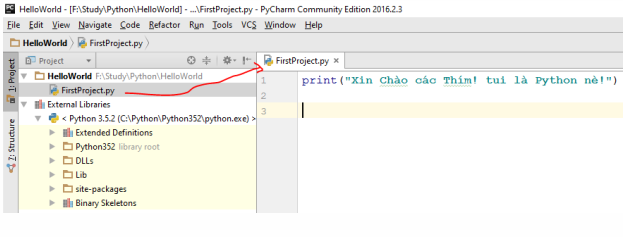 HelloWorld - [F:\Study\Python\HelloWorld] - ...\FirstProject.py - PyCharm Community Edition 2016.2.3
File Edit View Navigate Code Refactor Run Tools VCS Window Help
HelloWorld FirstProject.py
1: Project
7: Structure
Project
HelloWorld F:\Study\Python\HelloWorld
FirstProject.py
External Libraries
< Python 3.5.2 (C:\Python\Python352\python.exe) >
Extended Definitions
Python352 library root
DLLs
Lib
site-packages
Binary Skeletons
FirstProject.py
1 print("Xin Chào các Thím! tui là Python nè!")
2
3